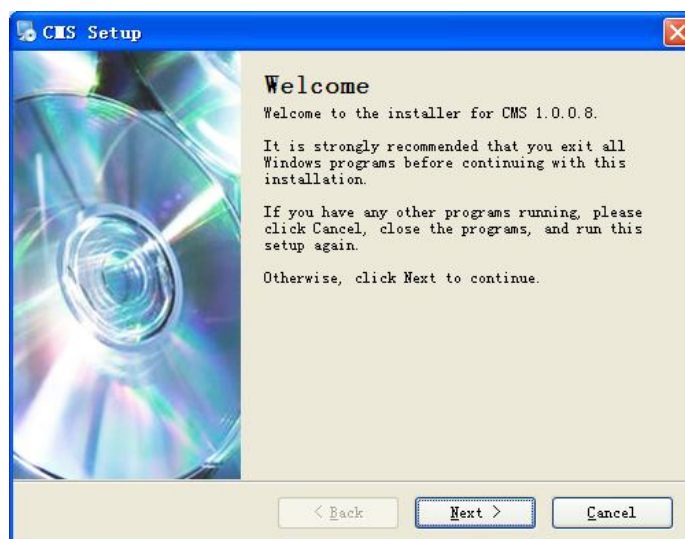 CMS Setup
Welcome
Welcome to the installer for CMS 1.0.0.8.
It is strongly recommended that you exit all
Windows programs before continuing with this
installation.
If you have any other programs running, please
click Cancel, close the programs, and run this
setup again.
Otherwise, click Next to continue.
< Back
Next >
Cancel